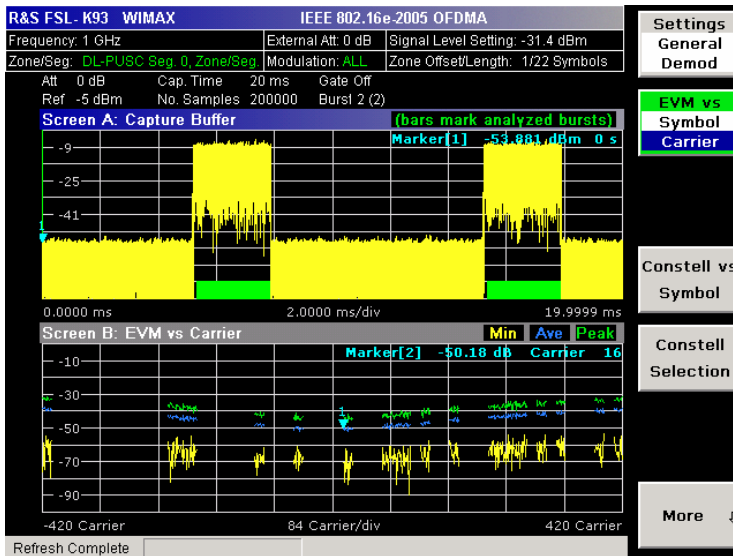 R&S FSL- K93 WIMAX IEEE 802.16e-2005 OFDMA
Frequency: 1 GHz External Att: 0 dB Signal Level Setting: -31.4 dBm
Zone/Seg: DL-PUSC Seg. 0, Zone/Seg. Modulation: ALL Zone Offset/Length: 1/22 Symbols
Att 0 dB Cap. Time 20 ms Gate Off
Ref -5 dBm No. Samples 200000 Burst 2 (2)
Screen A: Capture Buffer (bars mark analyzed bursts)
Marker[1] -53.881 dBm 0 s
-9
-25
-41
1
0.0000 ms 2.0000 ms/div 19.9999 ms
Screen B: EVM vs Carrier Min Ave Peak
Marker[2] -50.18 dB Carrier 16
-10
-30
1
-50
-70
-90
-420 Carrier 84 Carrier/div 420 Carrier
Refresh Complete
Settings
General
Demod
EVM vs
Symbol
Carrier
Constell vs
Symbol
Constell
Selection
More